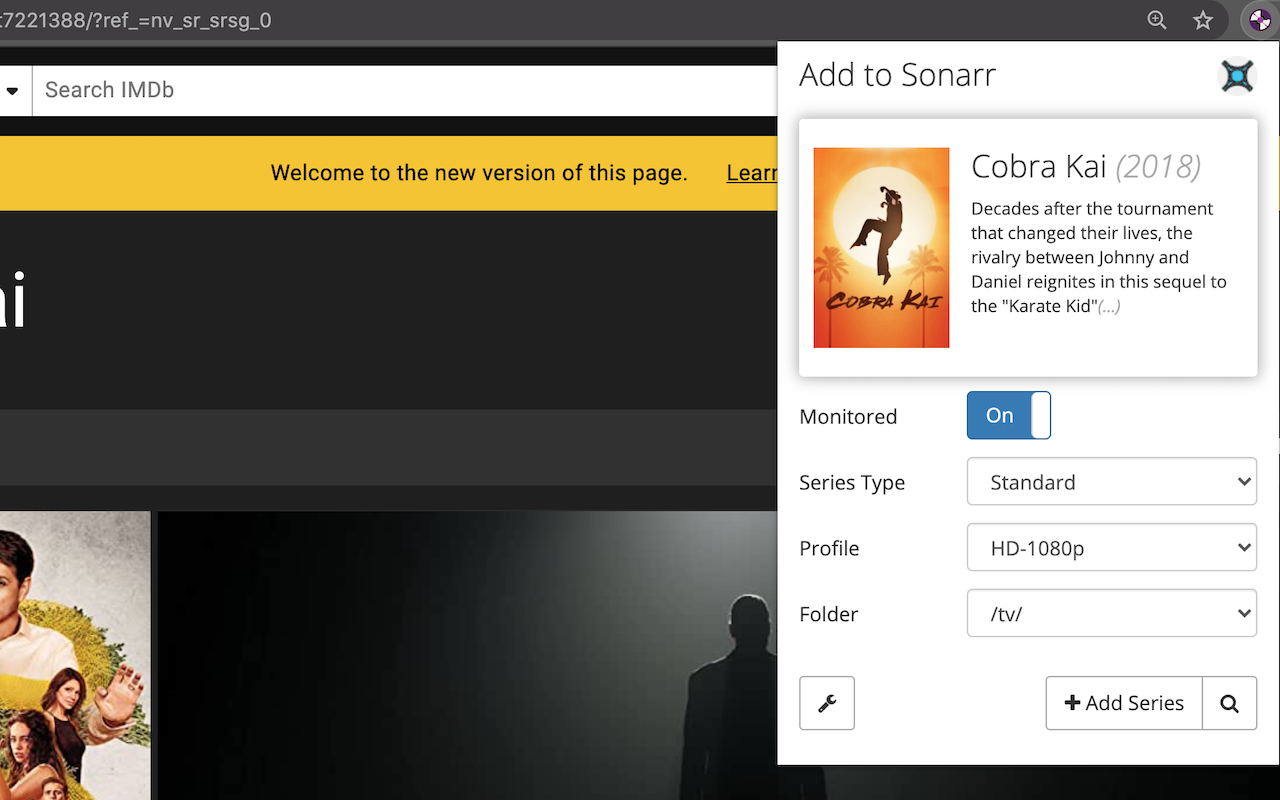 t7221388/?ref_=nv_sr_srsg_0
Search IMDb
Welcome to the new version of this page. Learn
ai
Add to Sonarr
COBRA KAI
Cobra Kai (2018)
Decades after the tournament
that changed their lives, the
rivalry between Johnny and
Daniel reignites in this sequel to
the "Karate Kid"(...)
Monitored On
Series Type Standard
Profile HD-1080p
Folder /tv/
Add Series